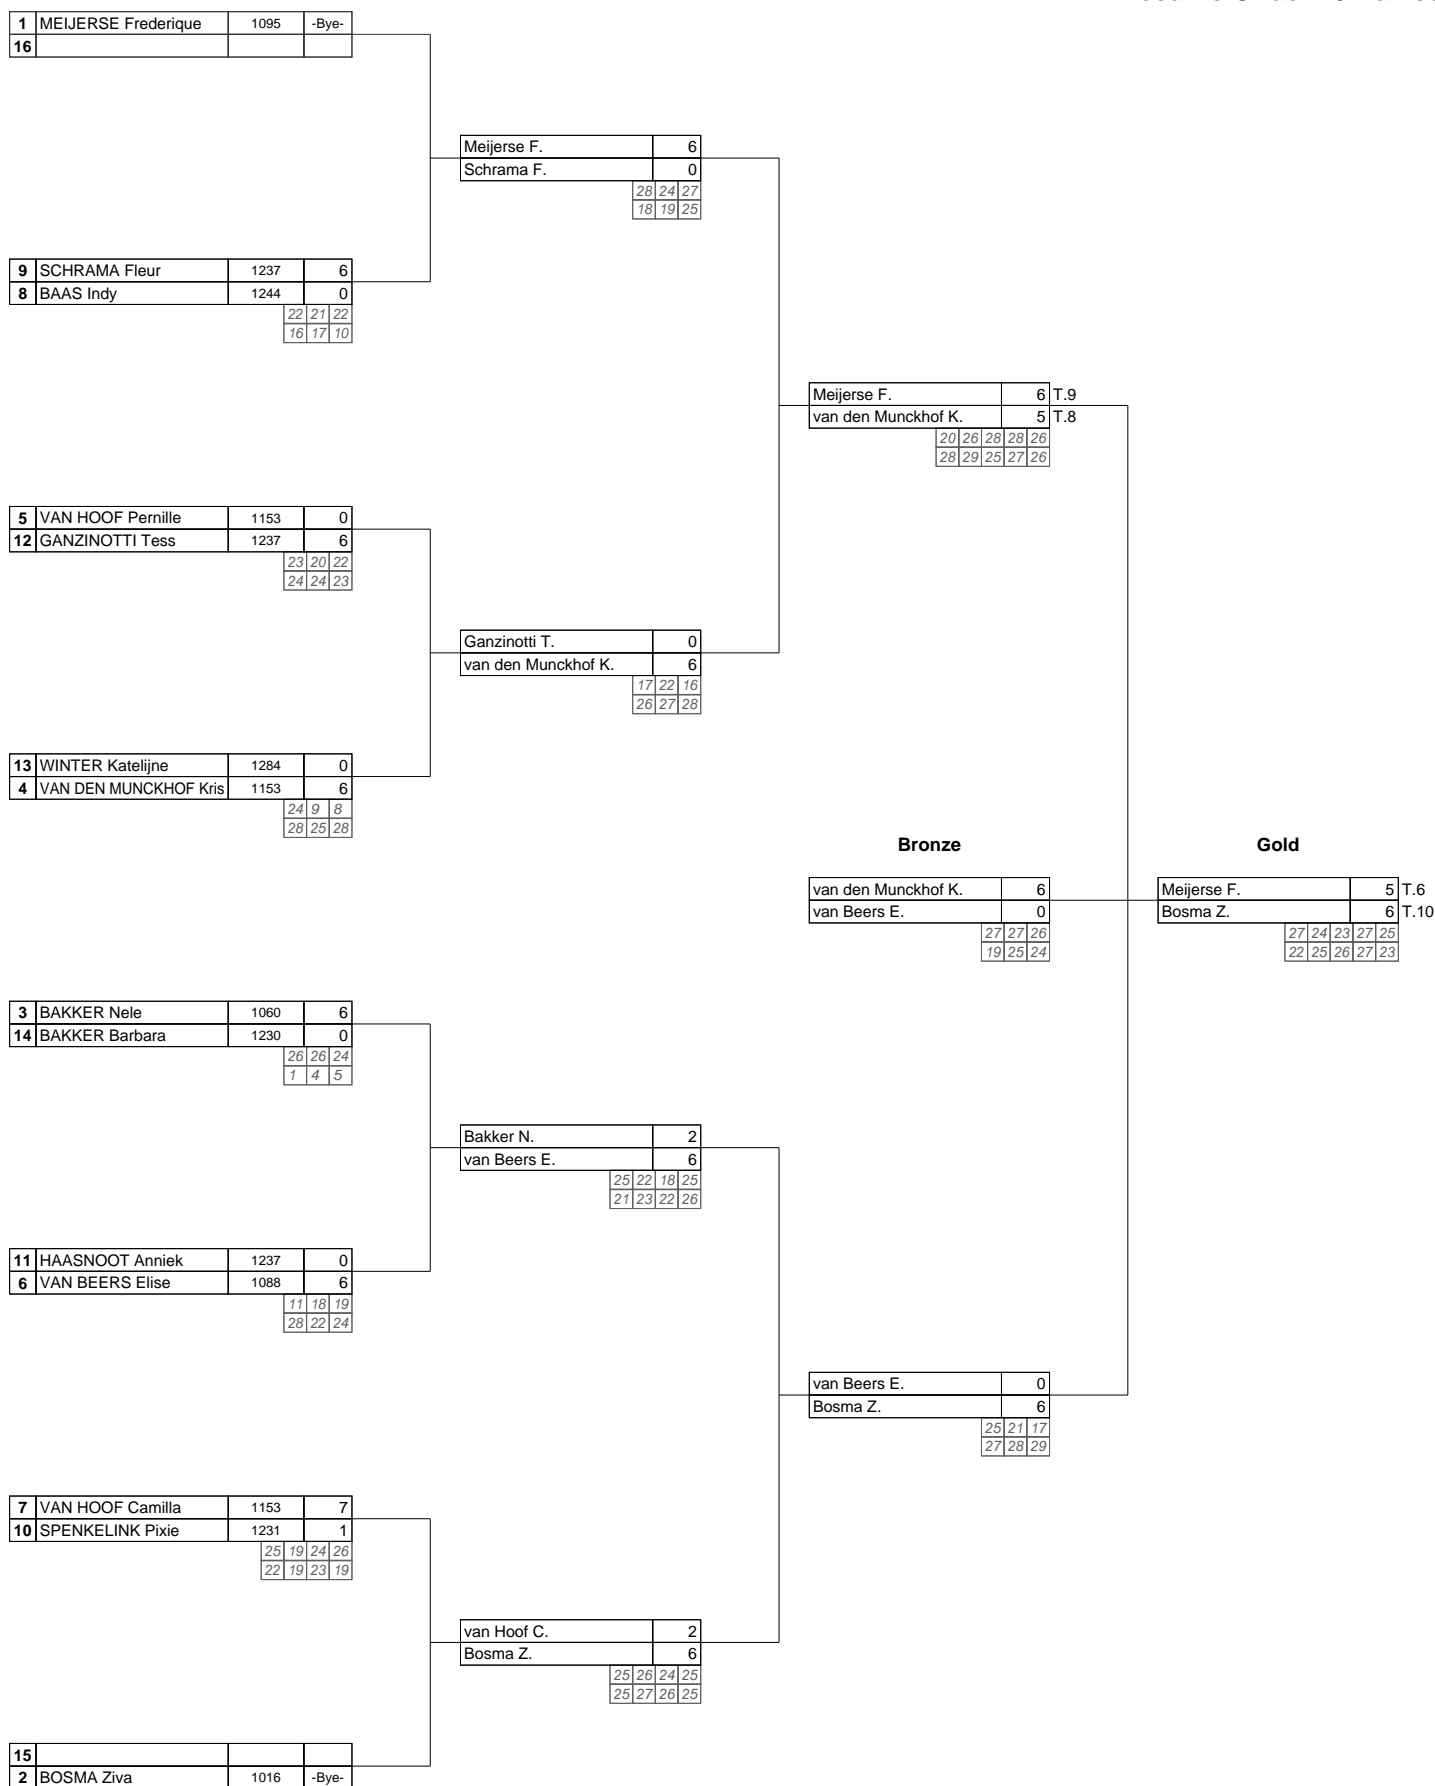 1 MEIJERSE Frederique 1095 -Bye-
16
Meijerse F. 6
Schrama F. 0
28 24 27
18 19 25
9 SCHRAMA Fleur 1237 6
8 BAAS Indy 1244 0
22 21 22
16 17 10
Meijerse F. 6 T.9
van den Munckhof K. 5 T.8
20 26 28 28 26
28 29 25 27 26
5 VAN HOOF Pernille 1153 0
12 GANZINOTTI Tess 1237 6
23 20 22
24 24 23
Ganzinotti T. 0
van den Munckhof K. 6
17 22 16
26 27 28
13 WINTER Katelijne 1284 0
4 VAN DEN MUNCKHOF Kris 1153 6
24 9 8
28 25 28
Bronze Gold
van den Munckhof K. 6 Meijerse F. 5 T.6
van Beers E. 0 Bosma Z. 6 T.10
27 27 26 27 24 23 27 25
19 25 24 22 25 26 27 23
3 BAKKER Nele 1060 6
14 BAKKER Barbara 1230 0
26 26 24
1 4 5
Bakker N. 2
van Beers E. 6
25 22 18 25
21 23 22 26
11 HAASNOOT Anniek 1237 0
6 VAN BEERS Elise 1088 6
11 18 19
28 22 24
van Beers E. 0
Bosma Z. 6
25 21 17
27 28 29
7 VAN HOOF Camilla 1153 7
10 SPENKELINK Pixie 1231 1
25 19 24 26
22 19 23 19
van Hoof C. 2
Bosma Z. 6
25 26 24 25
25 27 26 25
15
2 BOSMA Ziva 1016 -Bye-